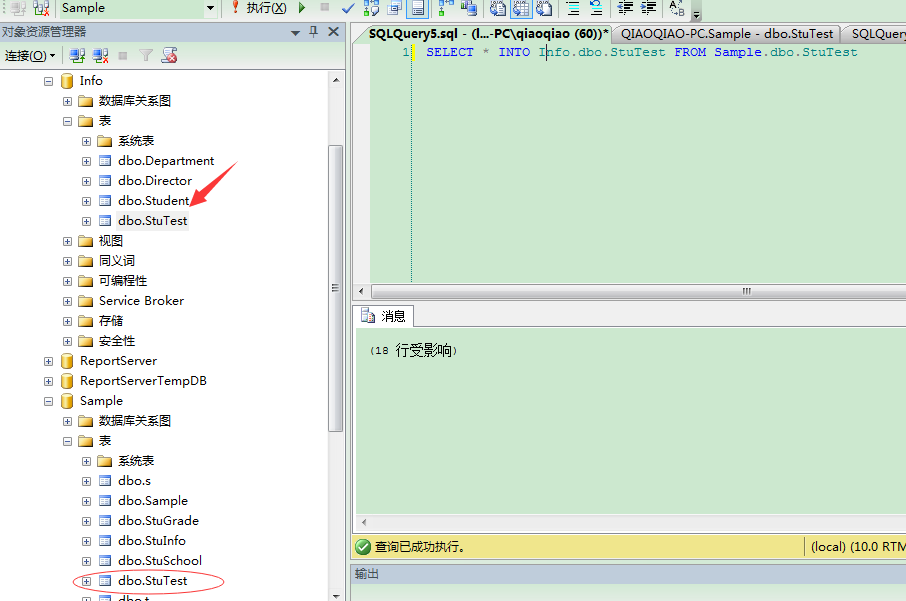 Sample 执行(X)
对象资源管理器
连接(O)
Info
数据库关系图
表
系统表
dbo.Department
dbo.Director
dbo.Student
dbo.StuTest
视图
同义词
可编程性
Service Broker
存储
安全性
ReportServer
ReportServerTempDB
Sample
数据库关系图
表
系统表
dbo.s
dbo.Sample
dbo.StuGrade
dbo.StuInfo
dbo.StuSchool
dbo.StuTest
SQLQuery5.sql - (l...-PC\qiaoqiao (60))* QIAOQIAO-PC.Sample - dbo.StuTest SQLQuery
1 SELECT * INTO Info.dbo.StuTest FROM Sample.dbo.StuTest
消息
(18 行受影响)
查询已成功执行。 (local) (10.0 RTM
输出